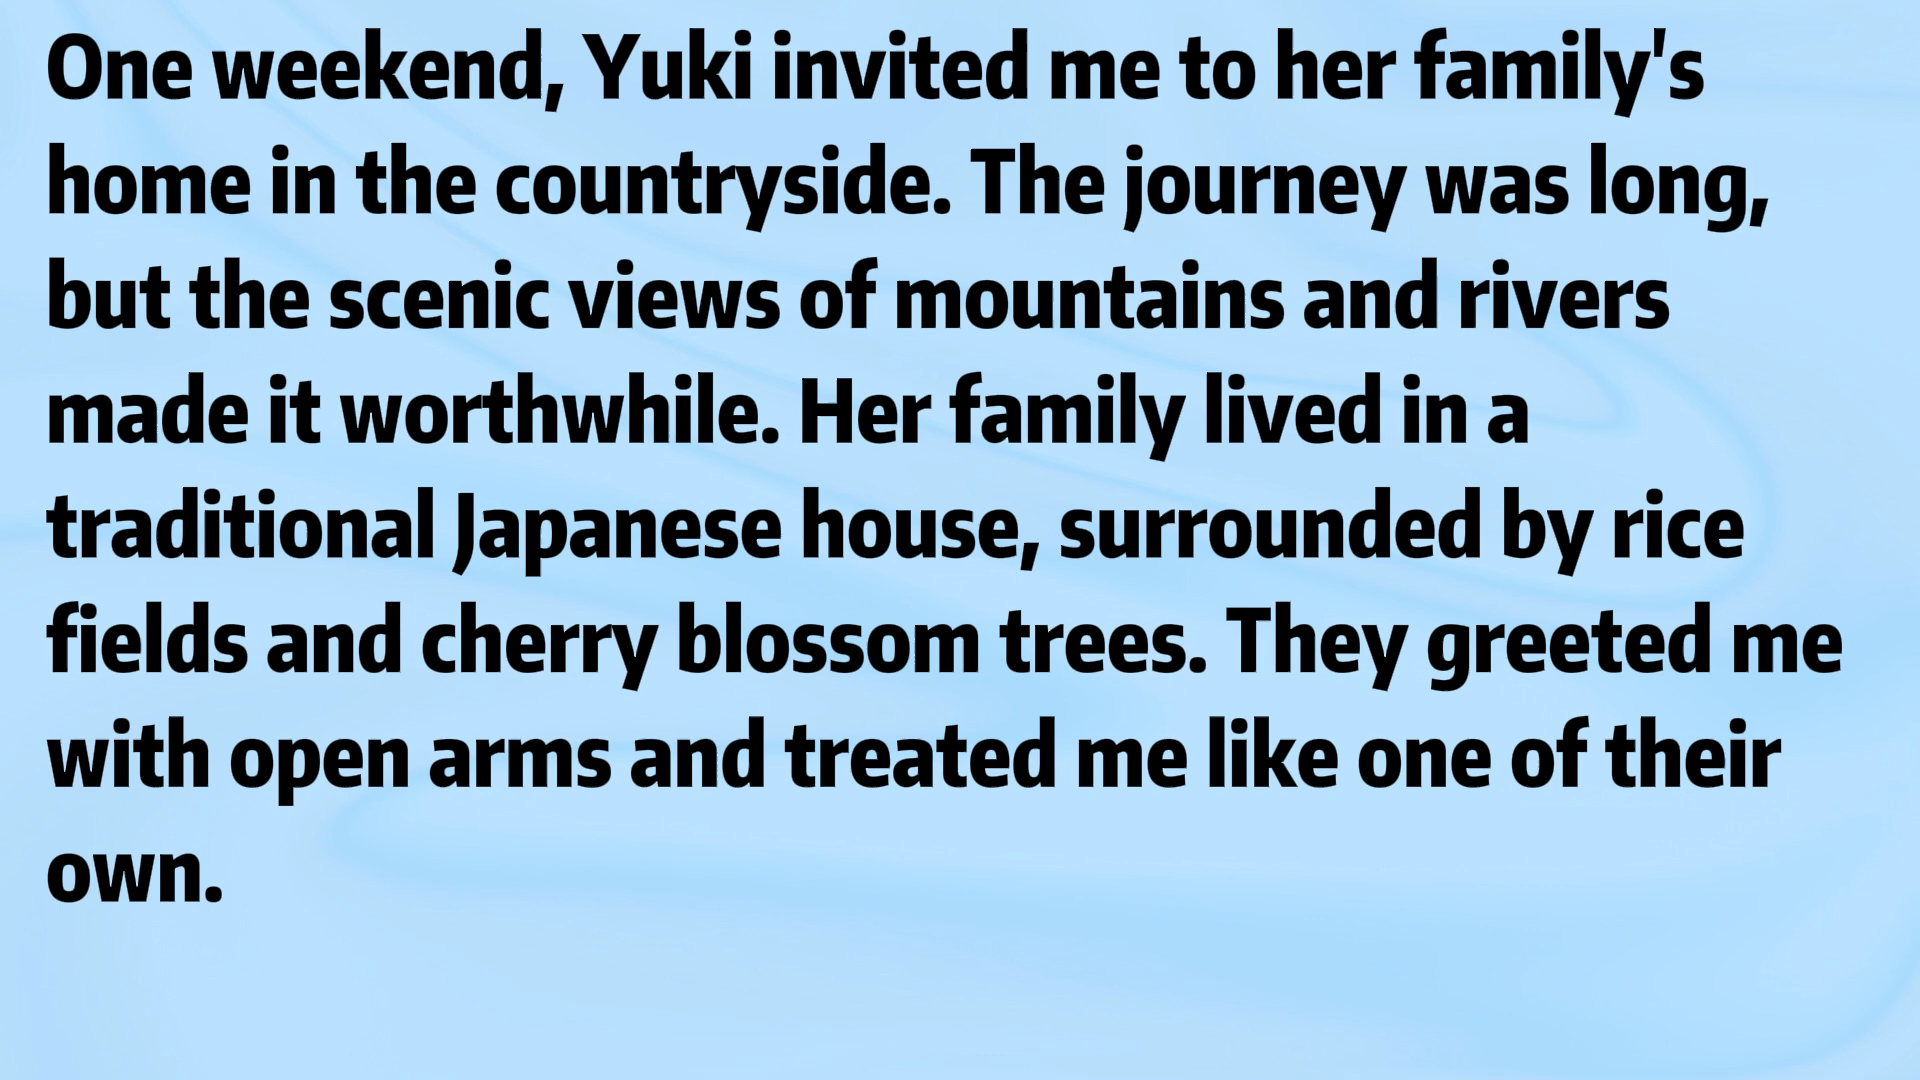 One weekend, Yuki invited me to her family's
home in the countryside. The journey was long,
but the scenic views of mountains and rivers
made it worthwhile. Her family lived in a
traditional Japanese house, surrounded by rice
fields and cherry blossom trees. They greeted me
with open arms and treated me like one of their
own.